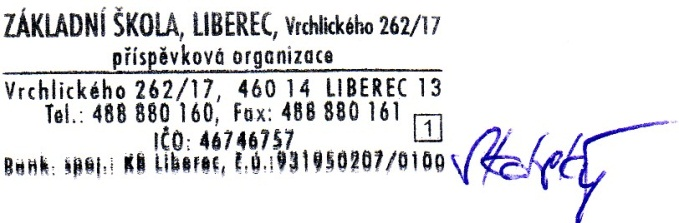 ZÁKLADNÍ ŠKOLA, LIBEREC, Vrchlického 262/17
příspěvková organizace
Vrchlického 262/17, 460 14 LIBEREC 13
Tel.: 488 880 160, Fax: 488 880 161
1
IČO: 46746757
Bank. spoj.: KB Liberec, č.ú.:931950207/0100